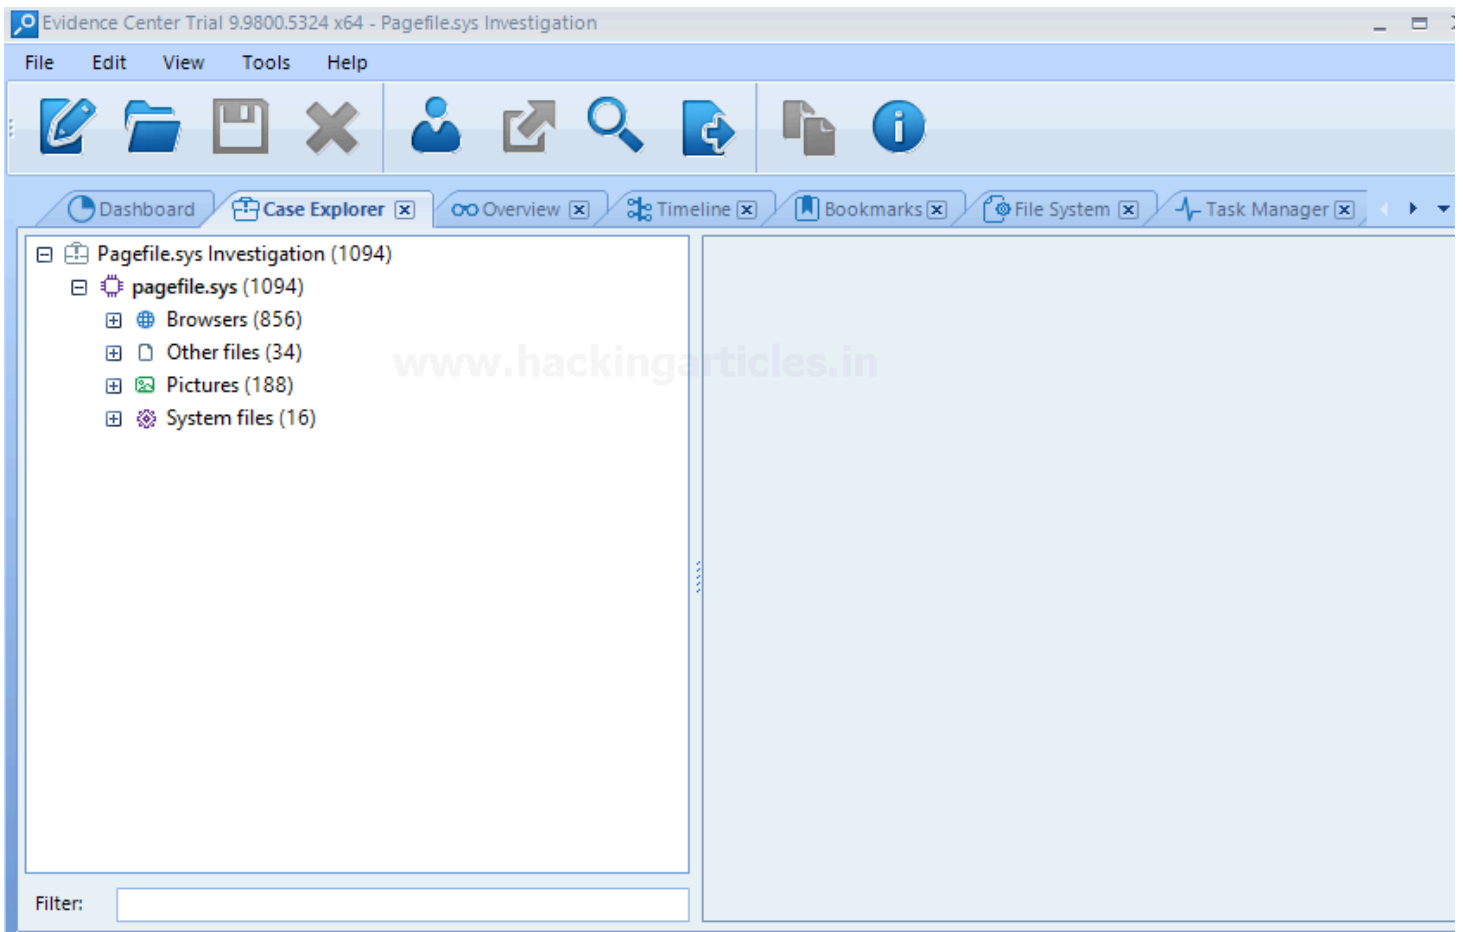 Evidence Center Trial 9.9800.5324 x64 - Pagefile.sys Investigation
File Edit View Tools Help
Dashboard Case Explorer Overview Timeline Bookmarks File System Task Manager
Pagefile.sys Investigation (1094)
pagefile.sys (1094)
Browsers (856)
Other files (34)
www.hackingarticles.in
Pictures (188)
System files (16)
Filter: